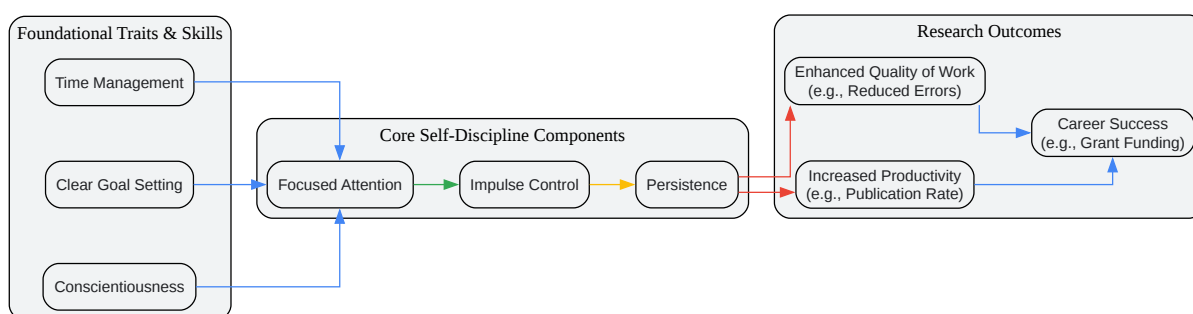 Foundational Traits & Skills
Time Management
Clear Goal Setting
Conscientiousness
Core Self-Discipline Components
Focused Attention
Impulse Control
Persistence
Research Outcomes
Enhanced Quality of Work
(e.g., Reduced Errors)
Increased Productivity
(e.g., Publication Rate)
Career Success
(e.g., Grant Funding)